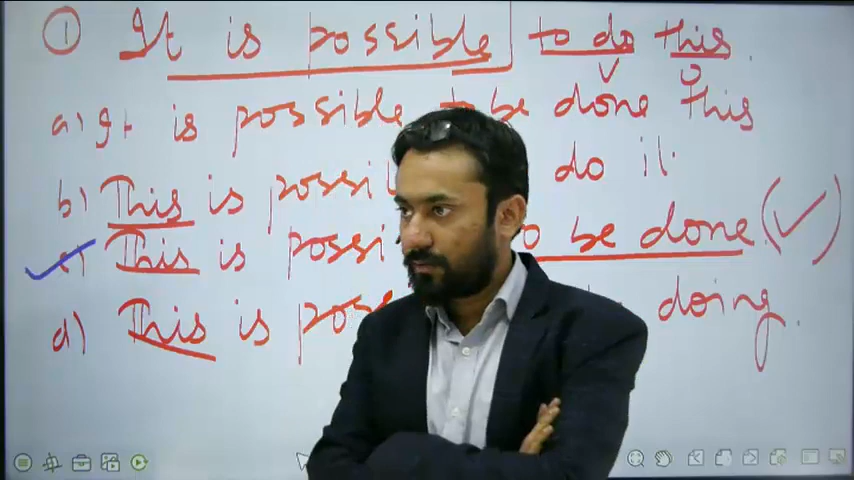 ① It is possible to do this.
V O
a) It is possible to be done this
b) This is possi do it.
c) This is possi o be done. (✓)
d) This is pos doing.